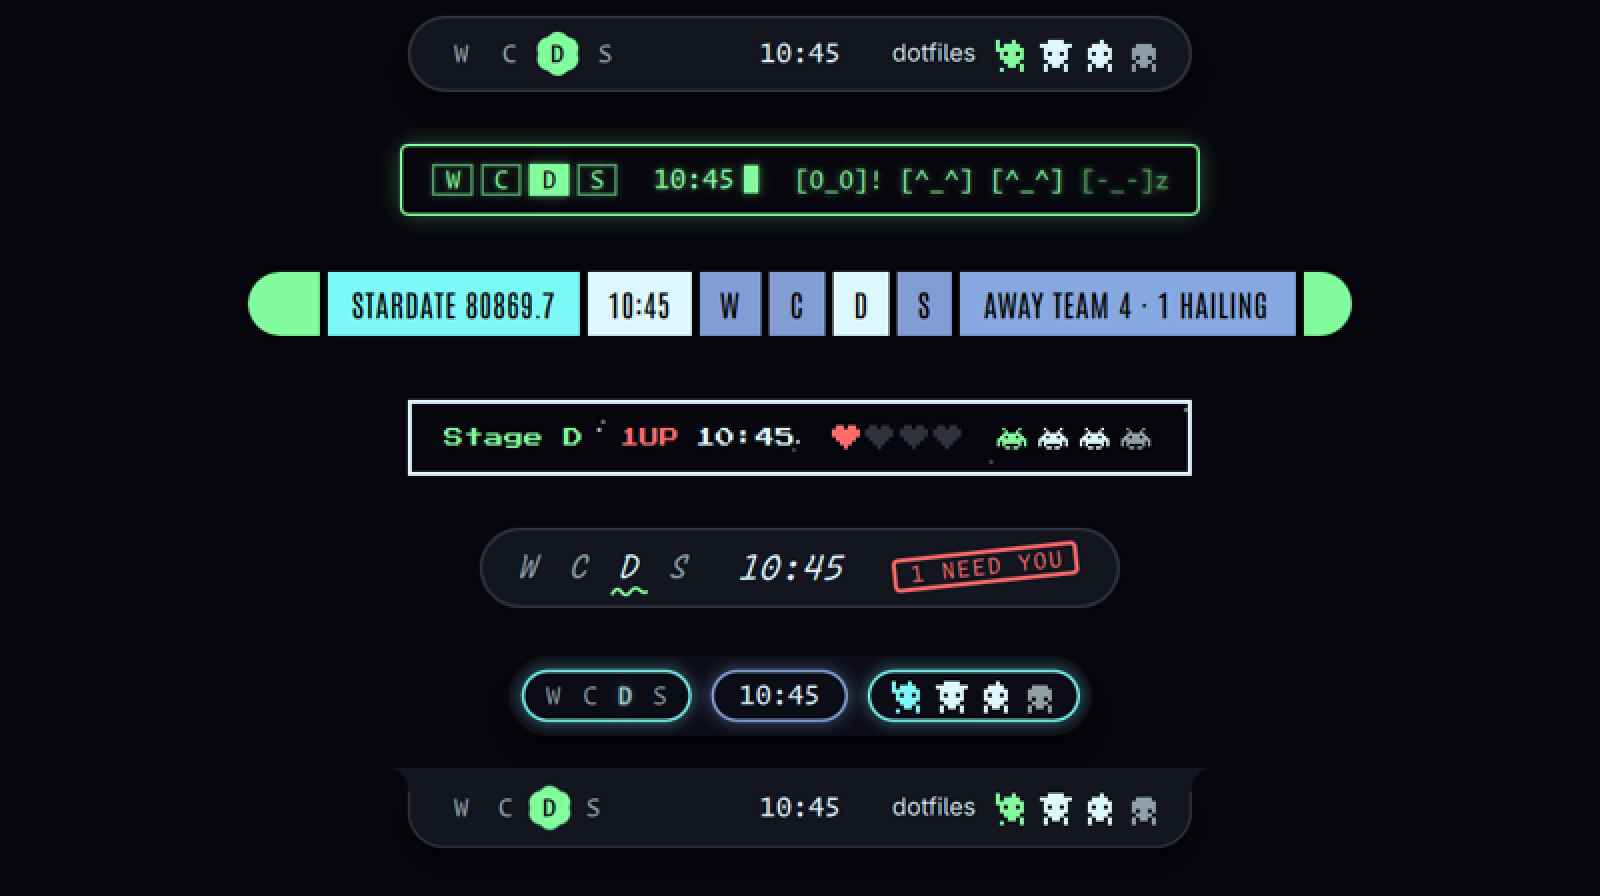 W C D S 10:45 dotfiles
W C D S 10:45 [O_O]! [^_^] [^_^] [-_-]z
STARDATE 80869.7 10:45 W C D S AWAY TEAM 4 · 1 HAILING
Stage D 1UP 10:45
W C D S 10:45 1 NEED YOU
W C D S 10:45
W C D S 10:45 dotfiles